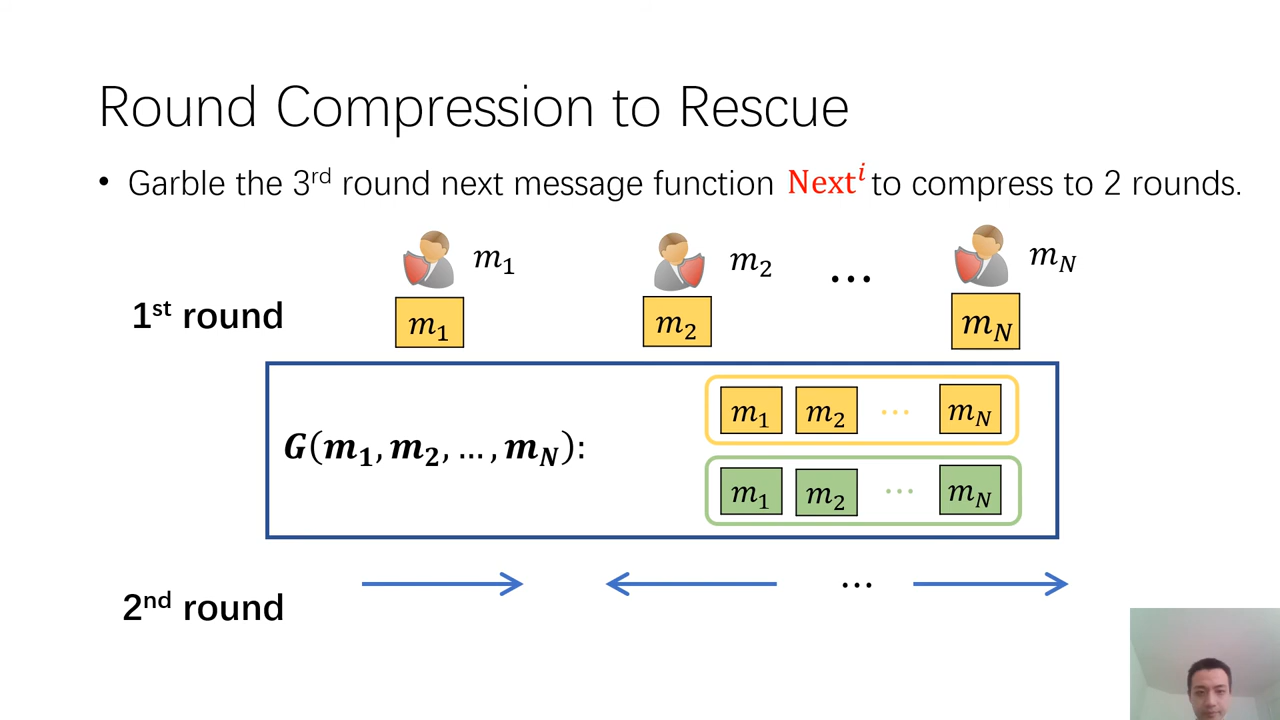 Round Compression to Rescue
• Garble the 3rd round next message function Nextⁱ to compress to 2 rounds.
m₁ m₂ … m_N
1st round m₁ m₂ m_N
G(m₁, m₂, …, m_N):
m₁ m₂ … m_N
m₁ m₂ … m_N
…
2nd round